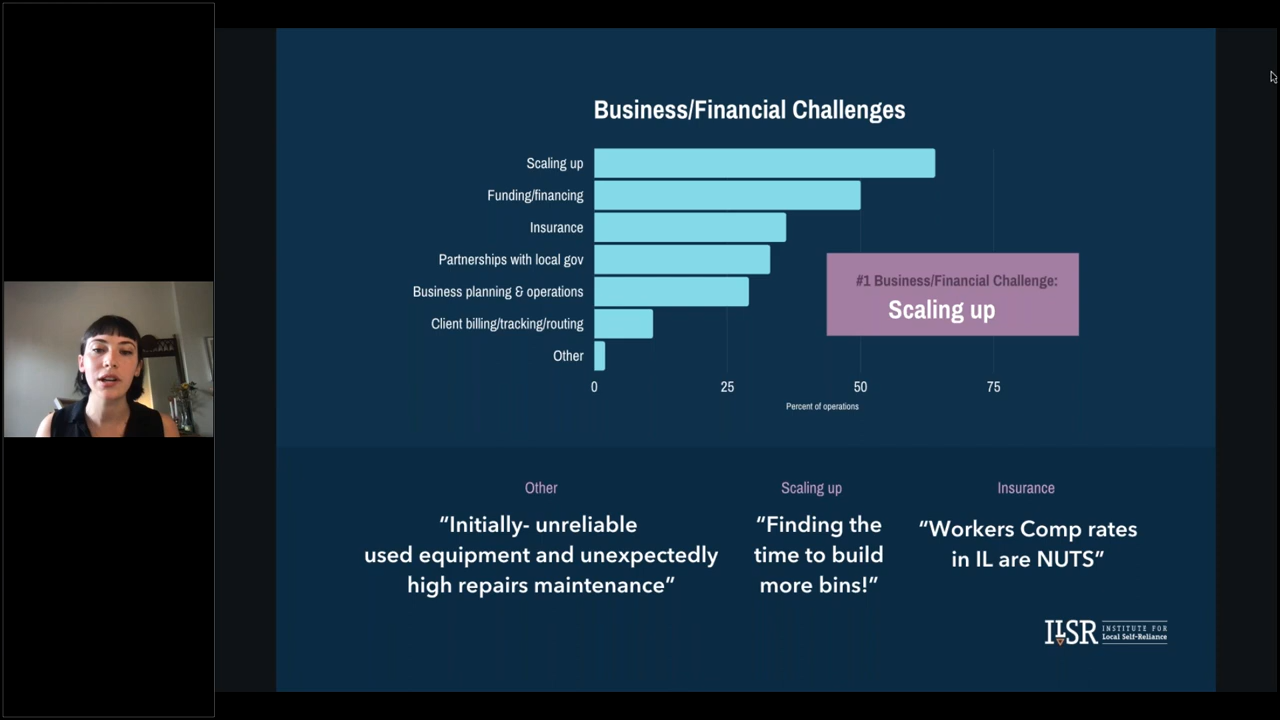 Business/Financial Challenges
Scaling up
Funding/financing
Insurance
Partnerships with local gov
Business planning & operations
Client billing/tracking/routing
Other
0 25 50 75
Percent of operations
#1 Business/Financial Challenge:
Scaling up
Other
“Initially- unreliable
used equipment and unexpectedly
high repairs maintenance”
Scaling up
“Finding the
time to build
more bins!”
Insurance
“Workers Comp rates
in IL are NUTS”
ILSR
INSTITUTE FOR
Local Self-Reliance